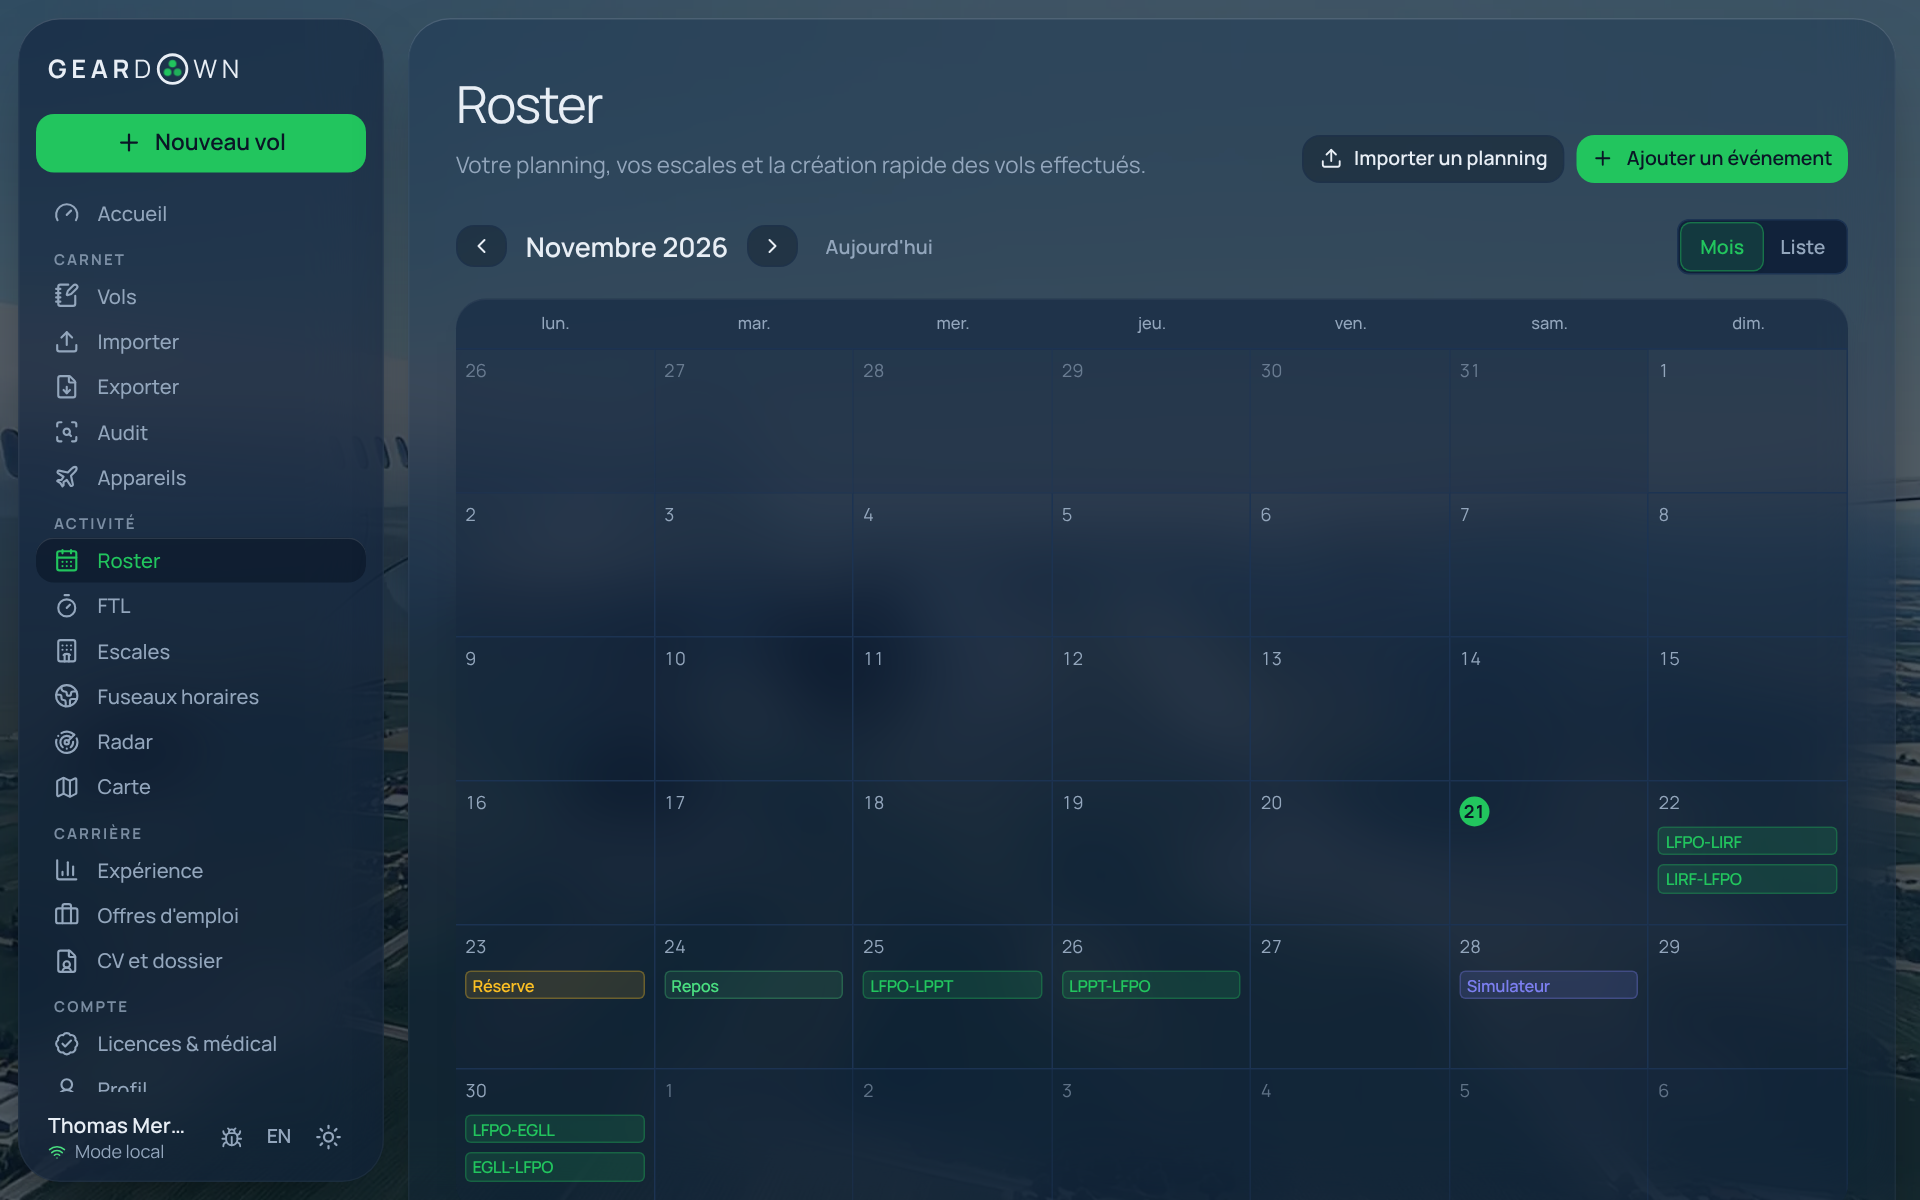 GEARDOWN
Nouveau vol
Accueil
CARNET
Vols
Importer
Exporter
Audit
Appareils
ACTIVITÉ
Roster
FTL
Escales
Fuseaux horaires
Radar
Carte
CARRIÈRE
Expérience
Offres d'emploi
CV et dossier
COMPTE
Licences & médical
Profil
Thomas Mer...
Mode local
EN
Roster
Votre planning, vos escales et la création rapide des vols effectués.
Importer un planning
Ajouter un événement
Novembre 2026
Aujourd'hui
Mois
Liste
lun. mar. mer. jeu. ven. sam. dim.
26 27 28 29 30 31 1
2 3 4 5 6 7 8
9 10 11 12 13 14 15
16 17 18 19 20 21 22
LFPO-LIRF
LIRF-LFPO
23 24 25 26 27 28 29
Réserve Repos LFPO-LPPT LPPT-LFPO Simulateur
30 1 2 3 4 5 6
LFPO-EGLL
EGLL-LFPO